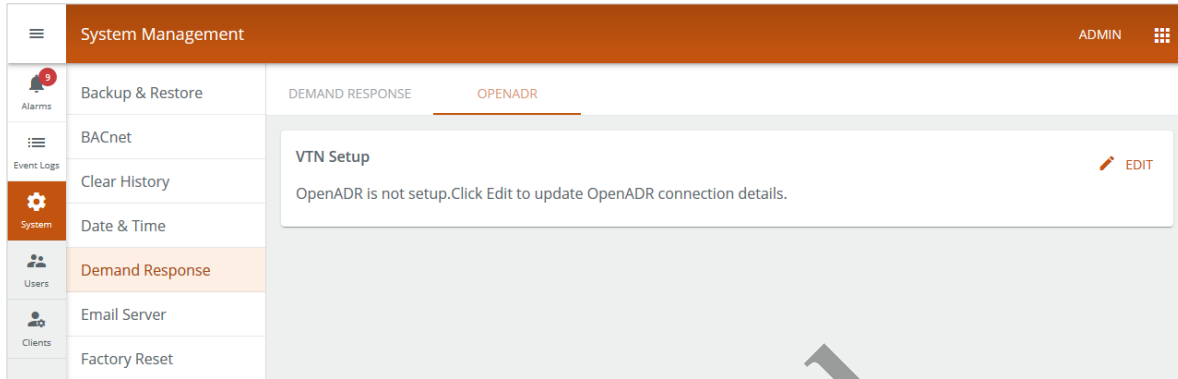 System Management
ADMIN
9
Alarms
Event Logs
System
Users
Clients
Backup & Restore
BACnet
Clear History
Date & Time
Demand Response
Email Server
Factory Reset
DEMAND RESPONSE OPENADR
VTN Setup
EDIT
OpenADR is not setup.Click Edit to update OpenADR connection details.